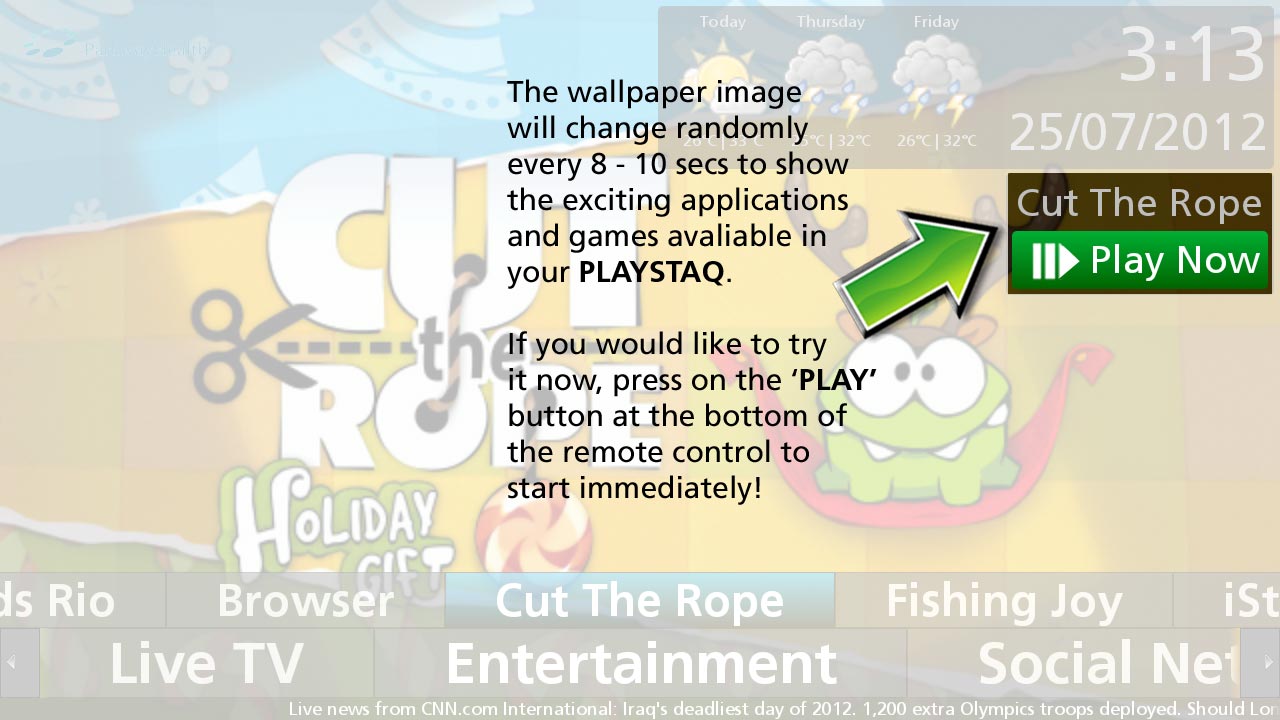 Parkway Health
Today Thursday Friday
3:13
26°C | 33°C 25°C | 32°C 26°C | 32°C
25/07/2012
The wallpaper image
will change randomly
every 8 - 10 secs to show
the exciting applications
and games avaliable in
your PLAYSTAQ.
Cut The Rope
Play Now
If you would like to try
it now, press on the ‘PLAY’
button at the bottom of
the remote control to
start immediately!
CUT
the
ROPE
HOLIDAY
GIFT
ds Rio Browser Cut The Rope Fishing Joy iSt
Live TV Entertainment Social Net
Live news from CNN.com International: Iraq's deadliest day of 2012. 1,200 extra Olympics troops deployed. Should Lon